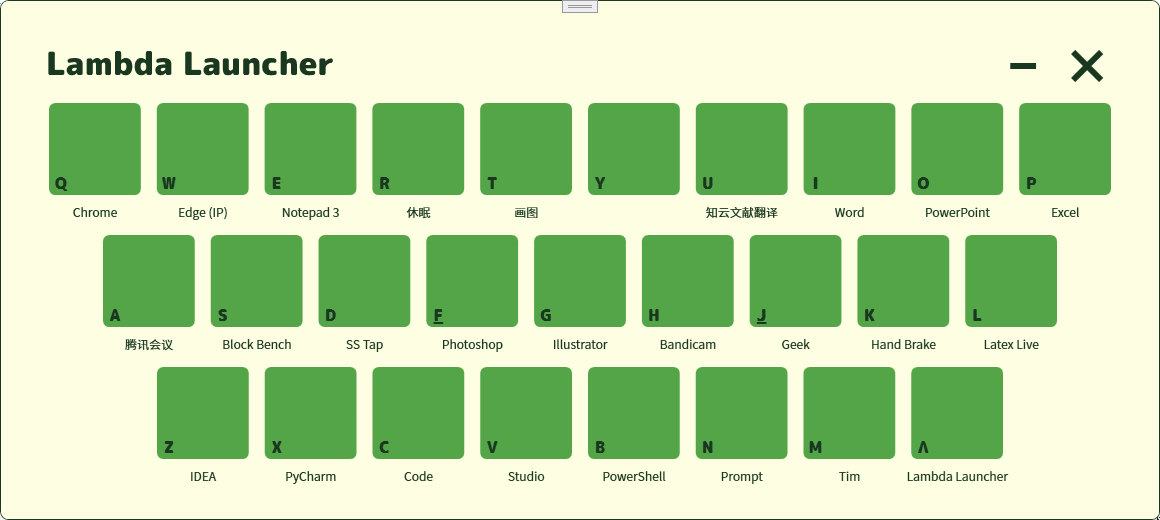 Lambda Launcher
Q W E R T Y U I O P
Chrome Edge (IP) Notepad 3 休眠 画图 知云文献翻译 Word PowerPoint Excel
A S D F G H J K L
腾讯会议 Block Bench SS Tap Photoshop Illustrator Bandicam Geek Hand Brake Latex Live
Z X C V B N M Λ
IDEA PyCharm Code Studio PowerShell Prompt Tim Lambda Launcher